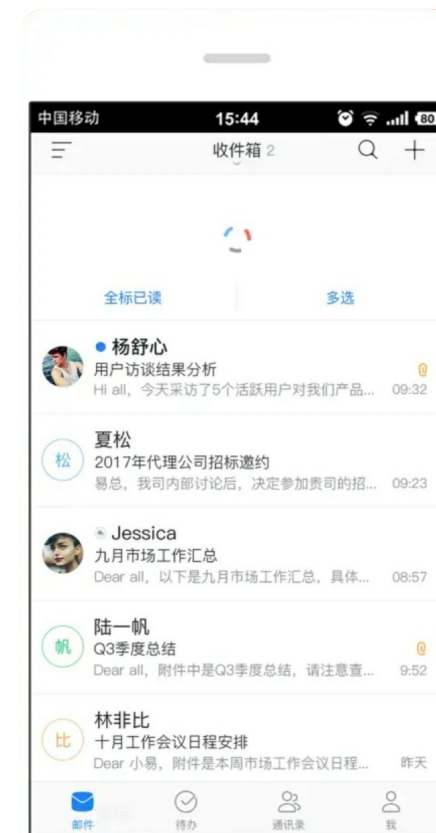 中国移动 15:44 80
收件箱 2
全标已读 多选
杨舒心
用户访谈结果分析
Hi all，今天采访了5个活跃用户对我们产品... 09:32
松
夏松
2017年代理公司招标邀约
易总，我司内部讨论后，决定参加贵司的招... 09:23
Jessica
九月市场工作汇总
Dear all，以下是九月市场工作汇总，具体... 08:57
帆
陆一帆
Q3季度总结
Dear all，附件中是Q3季度总结，请注意查... 9:52
比
林非比
十月工作会议日程安排
Dear 小易，附件是本周市场工作会议日程... 昨天
邮件 待办 通讯录 我